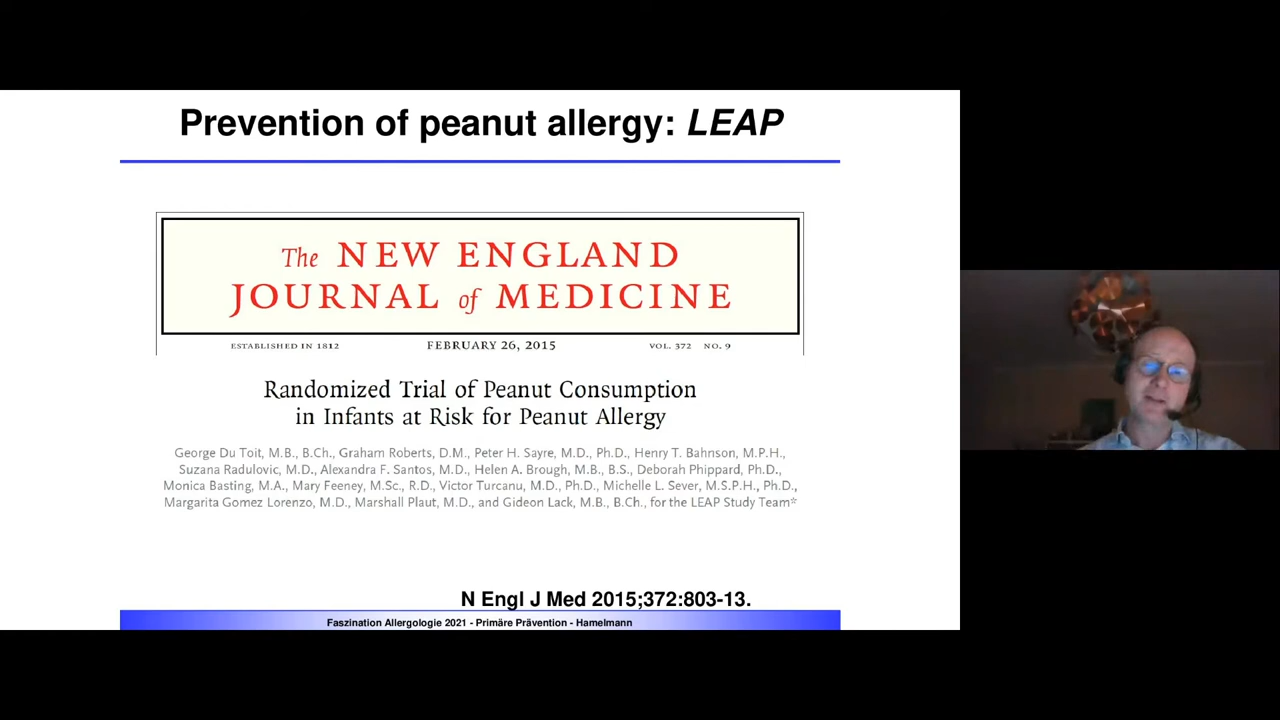 Prevention of peanut allergy: LEAP
The NEW ENGLAND
JOURNAL of MEDICINE
ESTABLISHED IN 1812 FEBRUARY 26, 2015 VOL. 372 NO. 9
Randomized Trial of Peanut Consumption
in Infants at Risk for Peanut Allergy
George Du Toit, M.B., B.Ch., Graham Roberts, D.M., Peter H. Sayre, M.D., Ph.D., Henry T. Bahnson, M.P.H.,
Suzana Radulovic, M.D., Alexandra F. Santos, M.D., Helen A. Brough, M.B., B.S., Deborah Phippard, Ph.D.,
Monica Basting, M.A., Mary Feeney, M.Sc., R.D., Victor Turcanu, M.D., Ph.D., Michelle L. Sever, M.S.P.H., Ph.D.,
Margarita Gomez Lorenzo, M.D., Marshall Plaut, M.D., and Gideon Lack, M.B., B.Ch., for the LEAP Study Team*
N Engl J Med 2015;372:803-13.
Faszination Allergologie 2021 - Primäre Prävention - Hamelmann